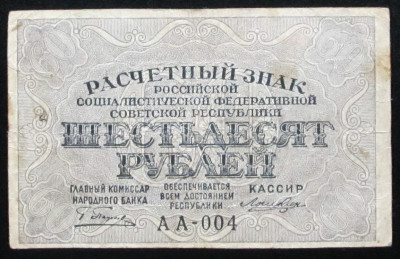 60
РАСЧЕТНЫЙ ЗНАК
РОССИЙСКОЙ
СОЦИАЛИСТИЧЕСКОЙ ФЕДЕРАТИВНОЙ
СОВЕТСКОЙ РЕСПУБЛИКИ
ШЕСТЬДЕСЯТ
РУБЛЕЙ
ГЛАВНЫЙ КОМИССАР
НАРОДНОГО БАНКА
ОБЕСПЕЧИВАЕТСЯ
ВСЕМ ДОСТОЯНИЕМ
РЕСПУБЛИКИ
КАССИР
АА-004